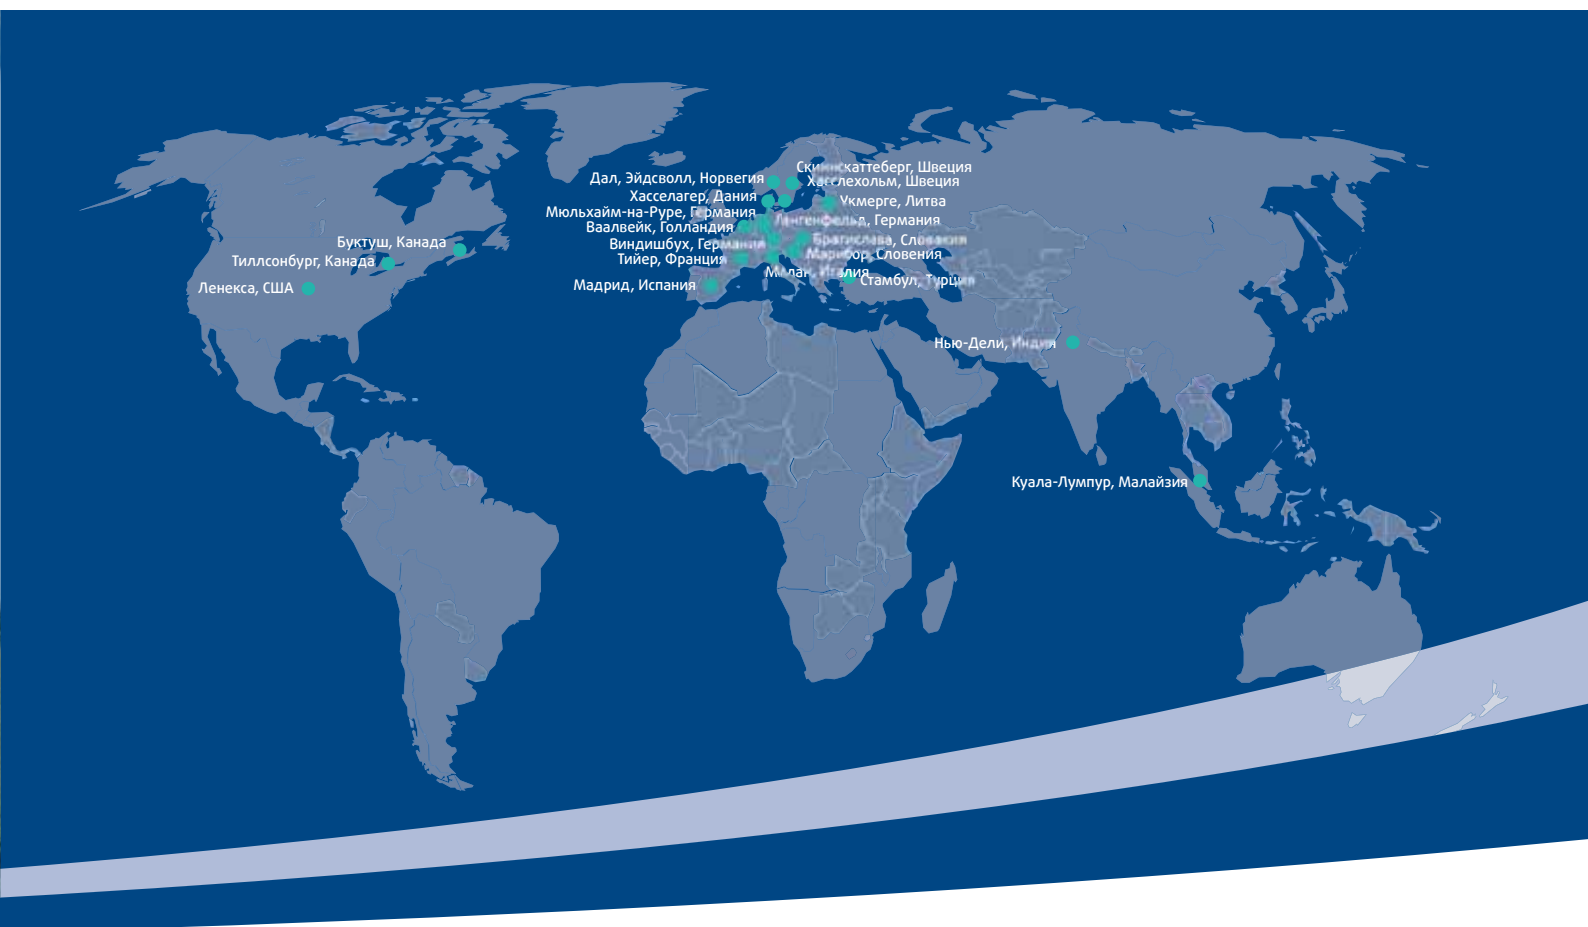 Скиннскаттеберг, Швеция
Дал, Эйдсволл, Норвегия
Хасслехольм, Швеция
Хасселагер, Дания
Укмерге, Литва
Мюльхайм-на-Руре, Германия
Лангенфельд, Германия
Ваалвейк, Голландия
Братислава, Словакия
Виндишбух, Германия
Марибор, Словения
Тийер, Франция
Милан, Италия
Стамбул, Турция
Мадрид, Испания
Буктуш, Канада
Тиллсонбург, Канада
Ленекса, США
Нью-Дели, Индия
Куала-Лумпур, Малайзия